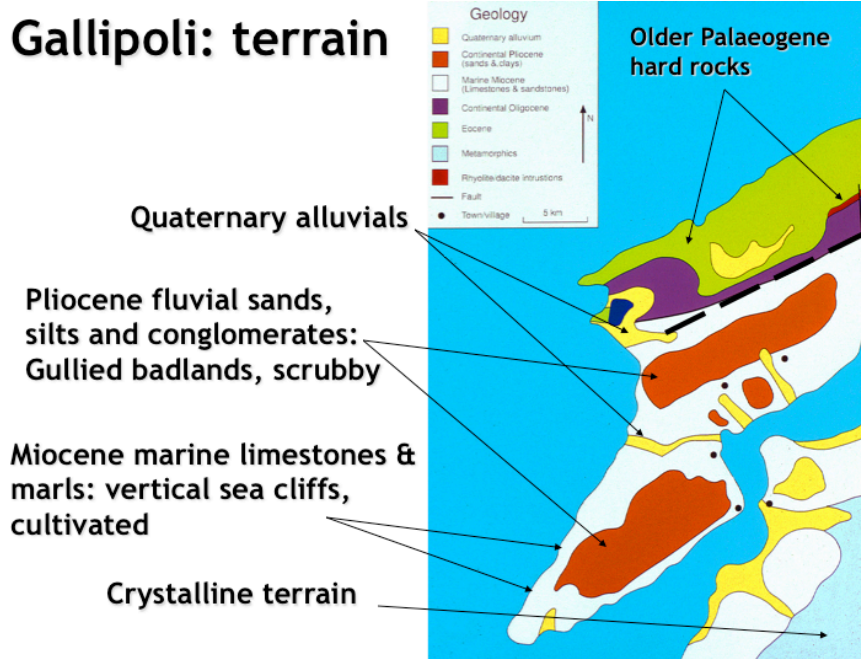 Gallipoli: terrain
Geology
Quaternary alluvium
Continental Pliocene
(sands & clays)
Marine Miocene
(Limestones & sandstones)
Continental Oligocene
Eocene
Metamorphics
Rhyolite/dacite intrustions
Fault
Town/village
5 km
N
Older Palaeogene
hard rocks
Quaternary alluvials
Pliocene fluvial sands,
silts and conglomerates:
Gullied badlands, scrubby
Miocene marine limestones &
marls: vertical sea cliffs,
cultivated
Crystalline terrain